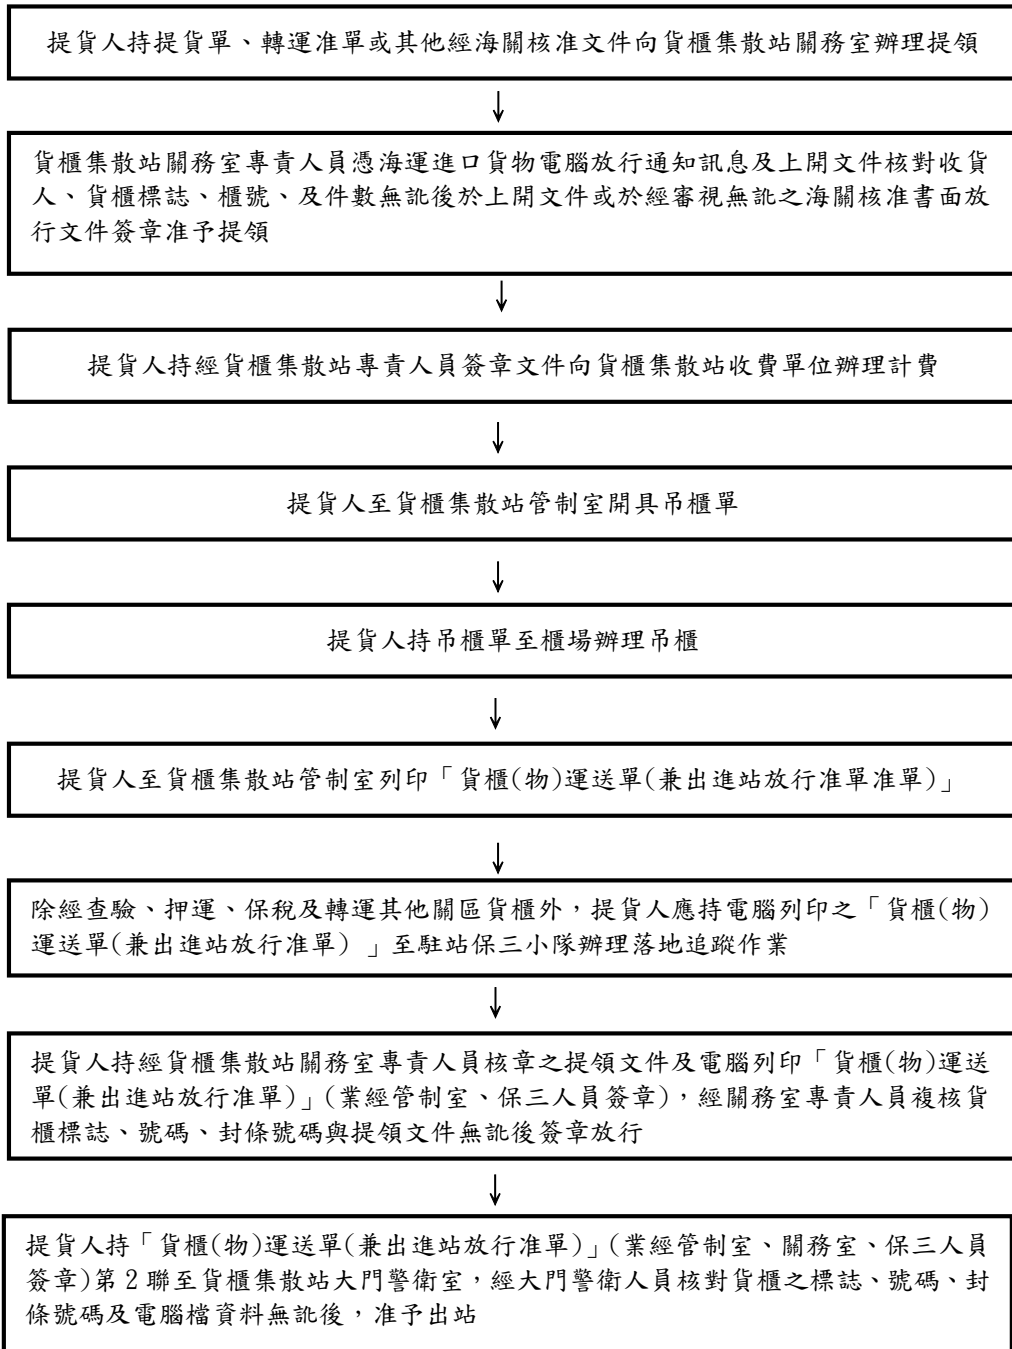 提貨人持提貨單、轉運准單或其他經海關核准文件向貨櫃集散站關務室辦理提領
貨櫃集散站關務室專責人員憑海運進口貨物電腦放行通知訊息及上開文件核對收貨
人、貨櫃標誌、櫃號、及件數無訛後於上開文件或於經審視無訛之海關核准書面放
行文件簽章准予提領
提貨人持經貨櫃集散站專責人員簽章文件向貨櫃集散站收費單位辦理計費
提貨人至貨櫃集散站管制室開具吊櫃單
提貨人持吊櫃單至櫃場辦理吊櫃
提貨人至貨櫃集散站管制室列印「貨櫃(物)運送單(兼出進站放行准單准單)」
除經查驗、押運、保稅及轉運其他關區貨櫃外，提貨人應持電腦列印之「貨櫃(物)
運送單(兼出進站放行准單) 」至駐站保三小隊辦理落地追蹤作業
提貨人持經貨櫃集散站關務室專責人員核章之提領文件及電腦列印「貨櫃(物)運送
單(兼出進站放行准單)」(業經管制室、保三人員簽章)，經關務室專責人員複核貨
櫃標誌、號碼、封條號碼與提領文件無訛後簽章放行
提貨人持「貨櫃(物)運送單(兼出進站放行准單)」(業經管制室、關務室、保三人員
簽章)第 2 聯至貨櫃集散站大門警衛室，經大門警衛人員核對貨櫃之標誌、號碼、封
條號碼及電腦檔資料無訛後，准予出站